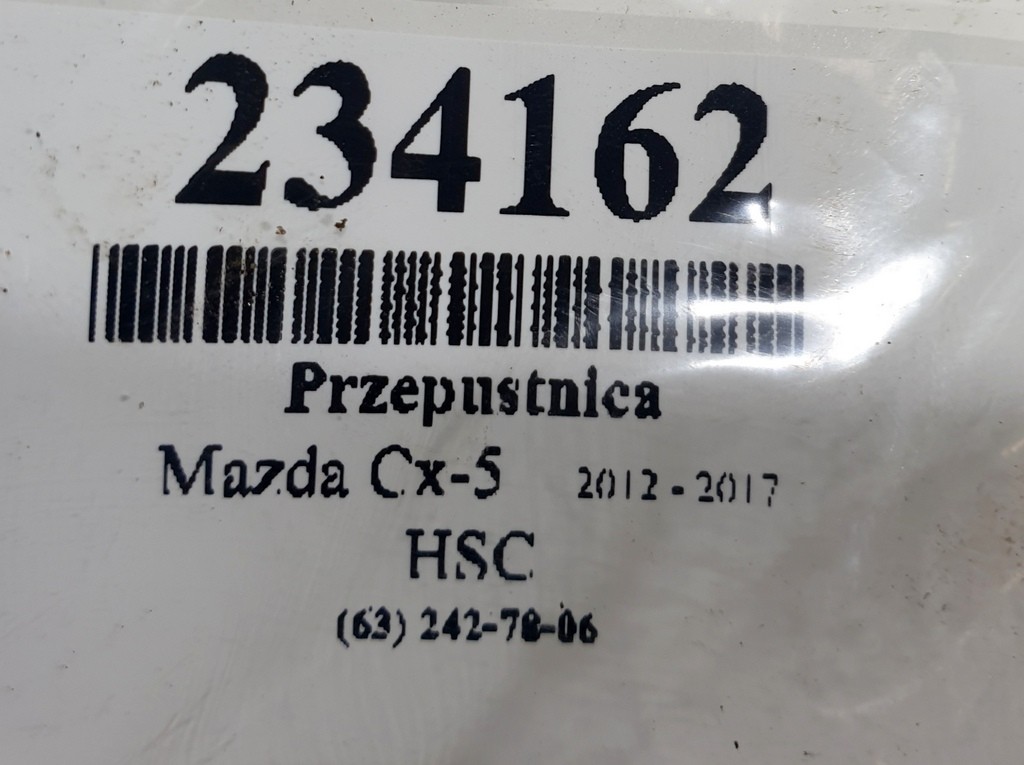 234162
Przepustnica
Mazda Cx-5 2012 - 2017
HSC
(63) 242-78-06